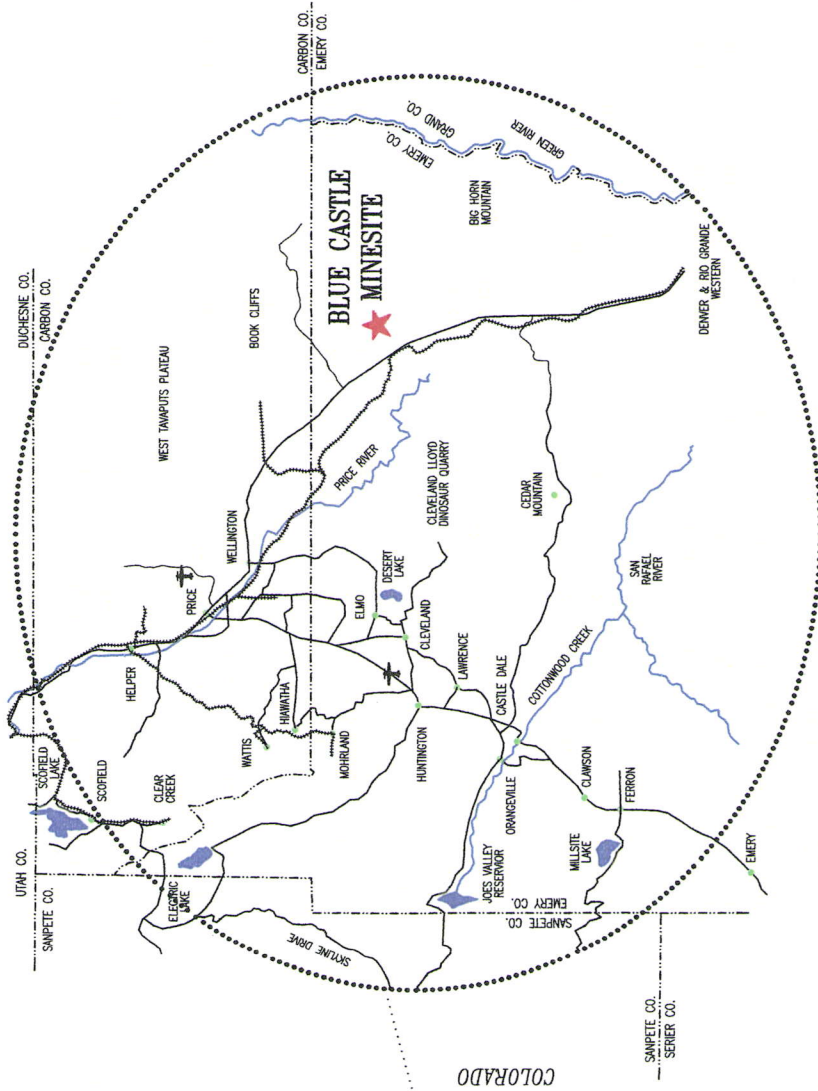 UTAH CO.
SANPETE CO.
DUCHESNE CO.
CARBON CO.
SCOFIELD
LAKE
SCOFIELD
CLEAR
CREEK
ELECTRIC
LAKE
SKYLINE DRIVE
HELPER
PRICE
WELLINGTON
WEST TAVAPUTS PLATEAU
BOOK CLIFFS
WATTIS
HIAWATHA
MOHRLAND
CARBON CO.
EMERY CO.
BLUE CASTLE
MINESITE
PRICE RIVER
ELMO
DESERT
LAKE
CLEVELAND
CLEVELAND LLOYD
DINOSAUR QUARRY
HUNTINGTON
LAWRENCE
CASTLE DALE
ORANGEVILLE
JOES VALLEY
RESERVIOR
COTTONWOOD CREEK
CEDAR
MOUNTAIN
BIG HORN
MOUNTAIN
EMERY CO.
GRAND CO.
GREEN RIVER
SANPETE CO.
EMERY CO.
MILLSITE
LAKE
CLAWSON
FERRON
EMERY
SAN
RAFAEL
RIVER
DENVER & RIO GRANDE
WESTERN
SANPETE CO.
SERIER CO.
COLORADO